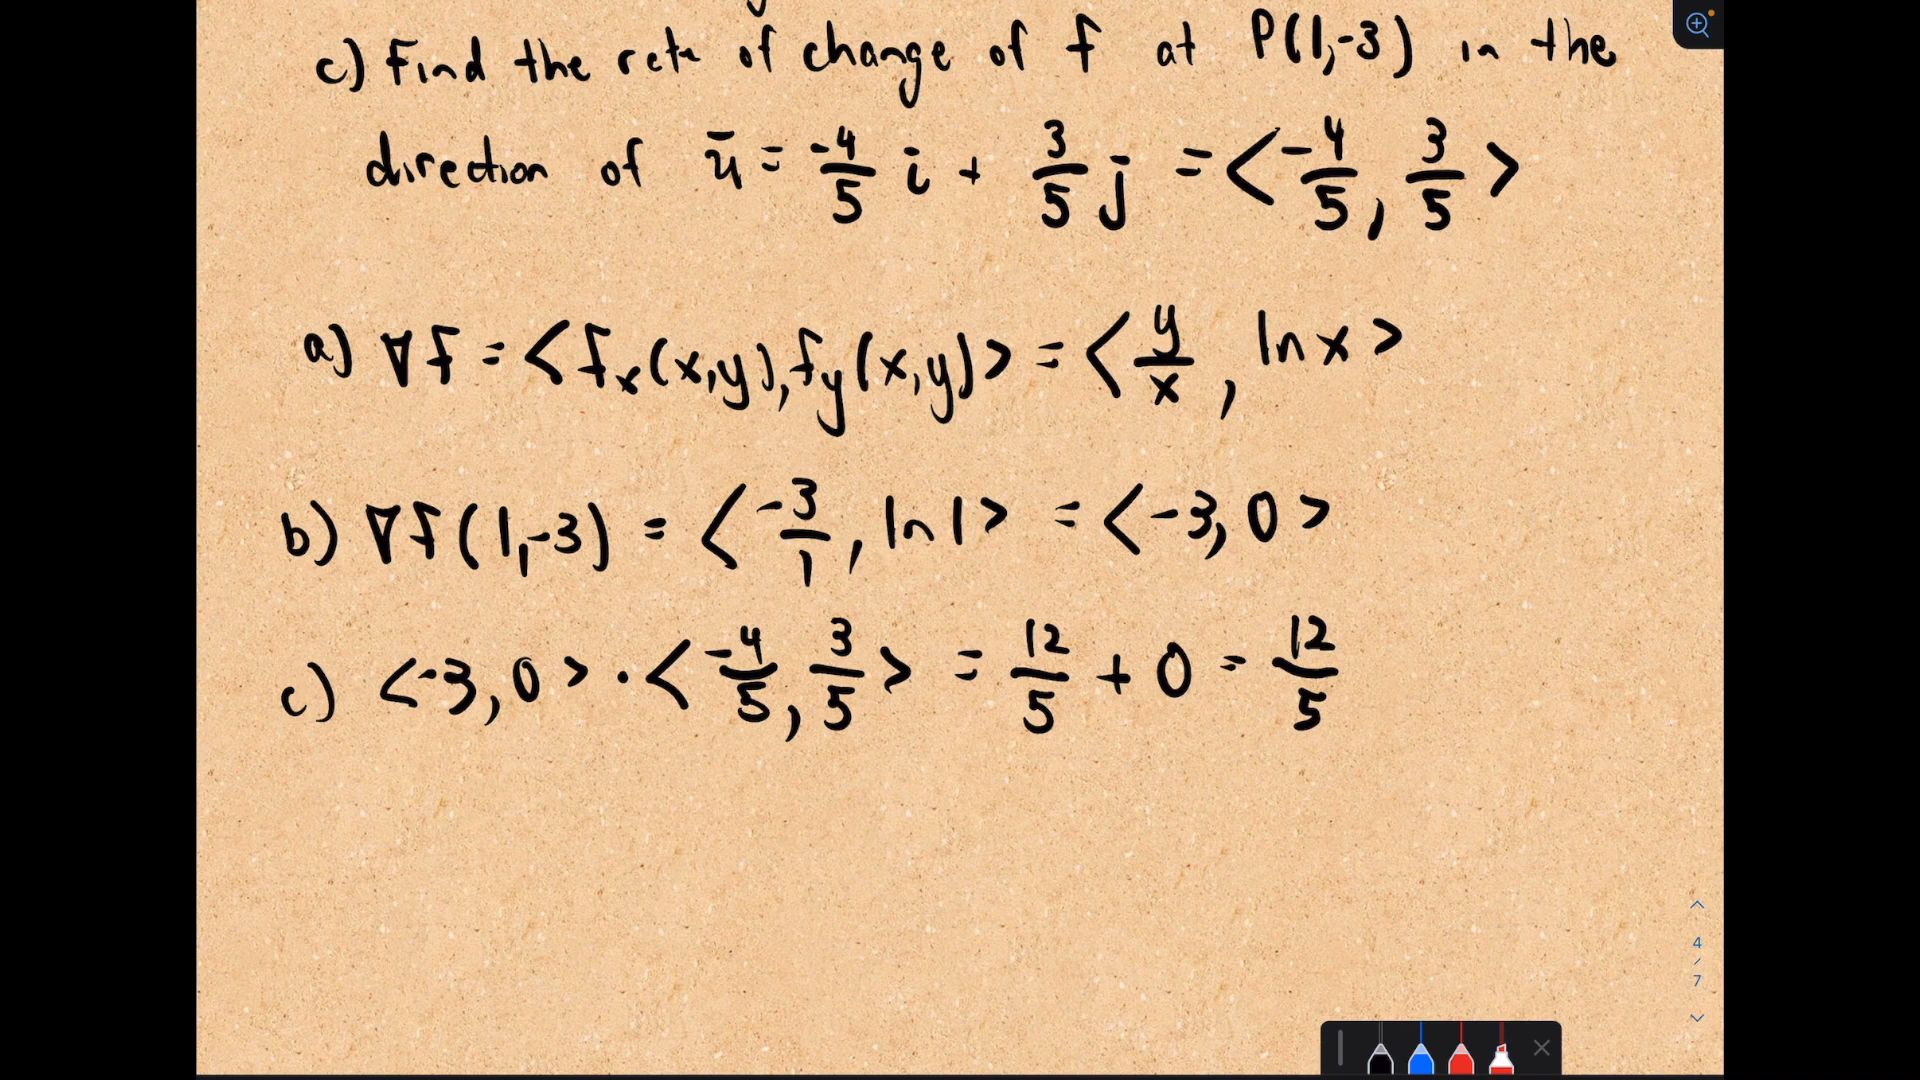 c) Find the rate of change of f at P(1,-3) in the
direction of ū = -4/5 i + 3/5 j = <-4/5, 3/5>
a) ∇f = <fx(x,y), fy(x,y)> = <y/x, ln x>
b) ∇f(1,-3) = <-3/1, ln 1> = <-3, 0>
c) <-3, 0> · <-4/5, 3/5> = 12/5 + 0 = 12/5
4
/
7